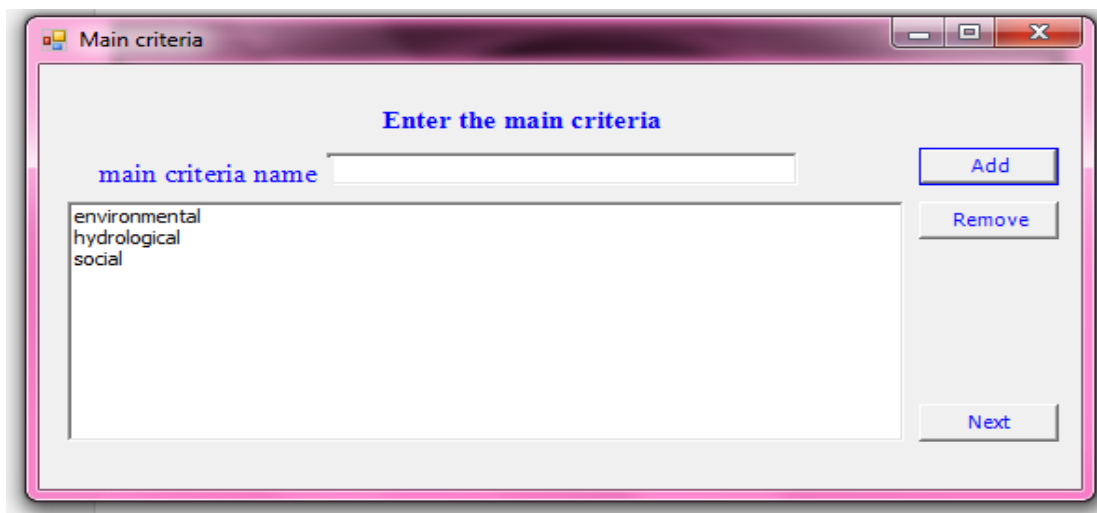 Main criteria
Enter the main criteria
main criteria name
Add
environmental
hydrological
social
Remove
Next